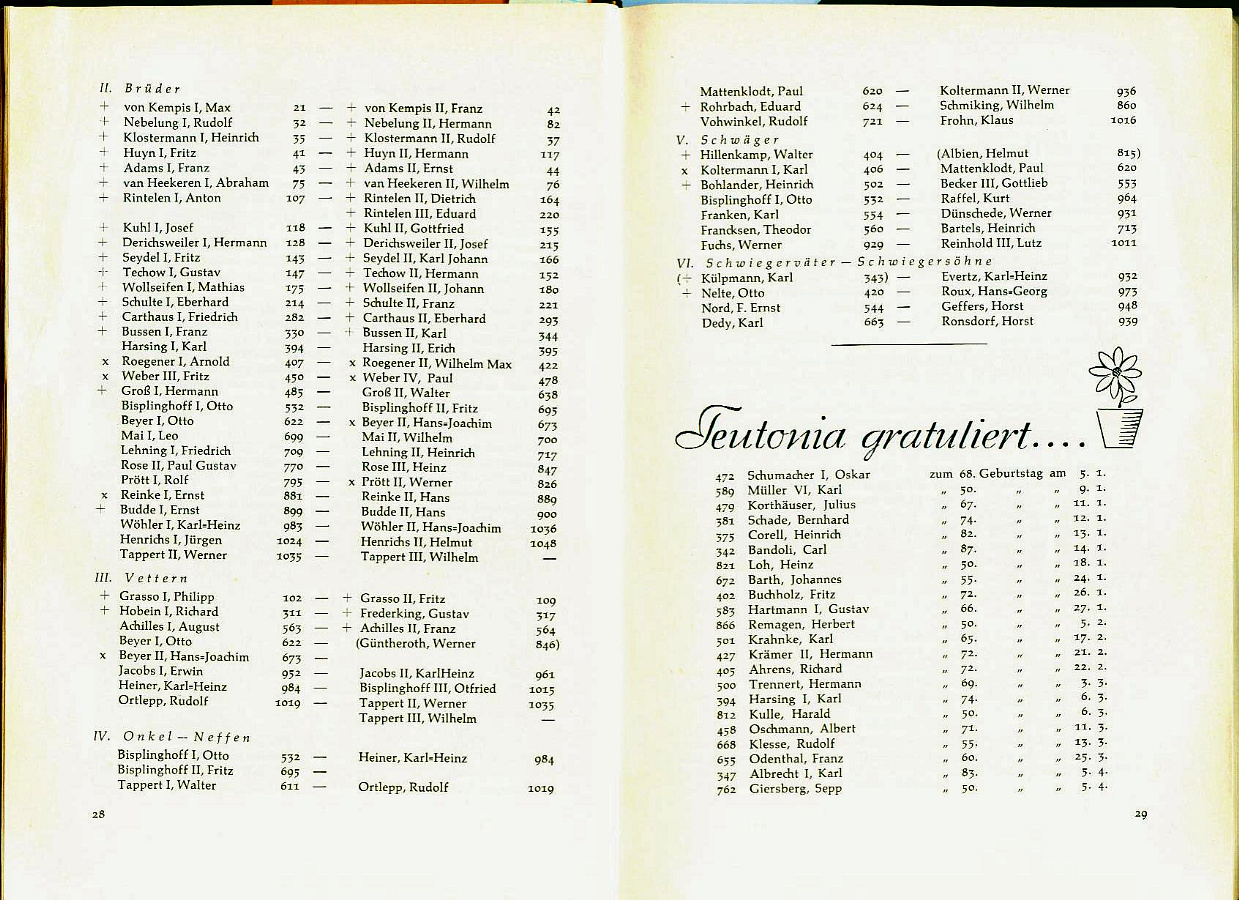 II. Brüder
+ von Kempis I, Max 21 — + von Kempis II, Franz 42
+ Nebelung I, Rudolf 32 — + Nebelung II, Hermann 82
+ Klostermann I, Heinrich 35 — + Klostermann II, Rudolf 37
+ Huyn I, Fritz 41 — + Huyn II, Hermann 117
+ Adams I, Franz 43 — + Adams II, Ernst 44
+ van Heekeren I, Abraham 75 — + van Heekeren II, Wilhelm 76
+ Rintelen I, Anton 107 — + Rintelen II, Dietrich 164
+ Rintelen III, Eduard 220
+ Kuhl I, Josef 118 — + Kuhl II, Gottfried 155
+ Derichsweiler I, Hermann 128 — + Derichsweiler II, Josef 215
+ Seydel I, Fritz 143 — + Seydel II, Karl Johann 166
+ Techow I, Gustav 147 — + Techow II, Hermann 152
+ Wollseifen I, Mathias 175 — + Wollseifen II, Johann 180
+ Schulte I, Eberhard 214 — + Schulte II, Franz 221
+ Carthaus I, Friedrich 282 — + Carthaus II, Eberhard 293
+ Bussen I, Franz 330 — + Bussen II, Karl 344
Harsing I, Karl 394 — Harsing II, Erich 395
x Roegener I, Arnold 407 — x Roegener II, Wilhelm Max 422
x Weber III, Fritz 450 — x Weber IV, Paul 478
+ Groß I, Hermann 485 — Groß II, Walter 638
Bisplinghoff I, Otto 532 — Bisplinghoff II, Fritz 695
Beyer I, Otto 622 — x Beyer II, Hans=Joachim 673
Mai I, Leo 699 — Mai II, Wilhelm 700
Lehning I, Friedrich 709 — Lehning II, Heinrich 717
Rose II, Paul Gustav 770 — Rose III, Heinz 847
Prött I, Rolf 795 — x Prött II, Werner 826
x Reinke I, Ernst 881 — Reinke II, Hans 889
+ Budde I, Ernst 899 — Budde II, Hans 900
Wöhler I, Karl=Heinz 983 — Wöhler II, Hans=Joachim 1036
Henrichs I, Jürgen 1024 — Henrichs II, Helmut 1048
Tappert II, Werner 1035 — Tappert III, Wilhelm —
III. Vettern
+ Grasso I, Philipp 102 — + Grasso II, Fritz 109
+ Hobein I, Richard 311 — + Frederking, Gustav 317
Achilles I, August 563 — + Achilles II, Franz 564
Beyer I, Otto 622 — (Güntheroth, Werner 846)
x Beyer II, Hans=Joachim 673 —
Jacobs I, Erwin 952 — Jacobs II, KarlHeinz 961
Heiner, Karl=Heinz 984 — Bisplinghoff III, Otfried 1015
Ortlepp, Rudolf 1019 — Tappert II, Werner 1035
Tappert III, Wilhelm —
IV. Onkel — Neffen
Bisplinghoff I, Otto 532 — Heiner, Karl=Heinz 984
Bisplinghoff II, Fritz 695 —
Tappert I, Walter 611 — Ortlepp, Rudolf 1019
28
Mattenklodt, Paul 620 — Koltermann II, Werner 936
+ Rohrbach, Eduard 624 — Schmiking, Wilhelm 860
Vohwinkel, Rudolf 721 — Frohn, Klaus 1016
V. Schwäger
+ Hillenkamp, Walter 404 — (Albien, Helmut 815)
x Koltermann I, Karl 406 — Mattenklodt, Paul 620
+ Bohlander, Heinrich 502 — Becker III, Gottlieb 553
Bisplinghoff I, Otto 532 — Raffel, Kurt 964
Franken, Karl 554 — Dünschede, Werner 931
Francksen, Theodor 560 — Bartels, Heinrich 713
Fuchs, Werner 929 — Reinhold III, Lutz 1011
VI. Schwiegerväter — Schwiegersöhne
(+ Külpmann, Karl 343) — Evertz, Karl=Heinz 932
+ Nelte, Otto 420 — Roux, Hans=Georg 973
Nord, F. Ernst 544 — Geffers, Horst 948
Dedy, Karl 663 — Ronsdorf, Horst 939
Teutonia gratuliert....
472 Schumacher I, Oskar zum 68. Geburtstag am 5. 1.
589 Müller VI, Karl „ 50. „ „ 9. 1.
479 Korthäuser, Julius „ 67. „ „ 11. 1.
381 Schade, Bernhard „ 74. „ „ 12. 1.
375 Corell, Heinrich „ 82. „ „ 13. 1.
342 Bandoli, Carl „ 87. „ „ 14. 1.
821 Loh, Heinz „ 50. „ „ 18. 1.
672 Barth, Johannes „ 55. „ „ 24. 1.
402 Buchholz, Fritz „ 72. „ „ 26. 1.
583 Hartmann I, Gustav „ 66. „ „ 27. 1.
866 Remagen, Herbert „ 50. „ „ 5. 2.
501 Krahnke, Karl „ 65. „ „ 17. 2.
427 Krämer II, Hermann „ 72. „ „ 21. 2.
405 Ahrens, Richard „ 72. „ „ 22. 2.
500 Trennert, Hermann „ 69. „ „ 3. 3.
394 Harsing I, Karl „ 74. „ „ 6. 3.
812 Kulle, Harald „ 50. „ „ 6. 3.
458 Oschmann, Albert „ 71. „ „ 11. 3.
668 Klesse, Rudolf „ 55. „ „ 13. 3.
655 Odenthal, Franz „ 60. „ „ 25. 3.
347 Albrecht I, Karl „ 83. „ „ 5. 4.
762 Giersberg, Sepp „ 50. „ „ 5. 4.
29